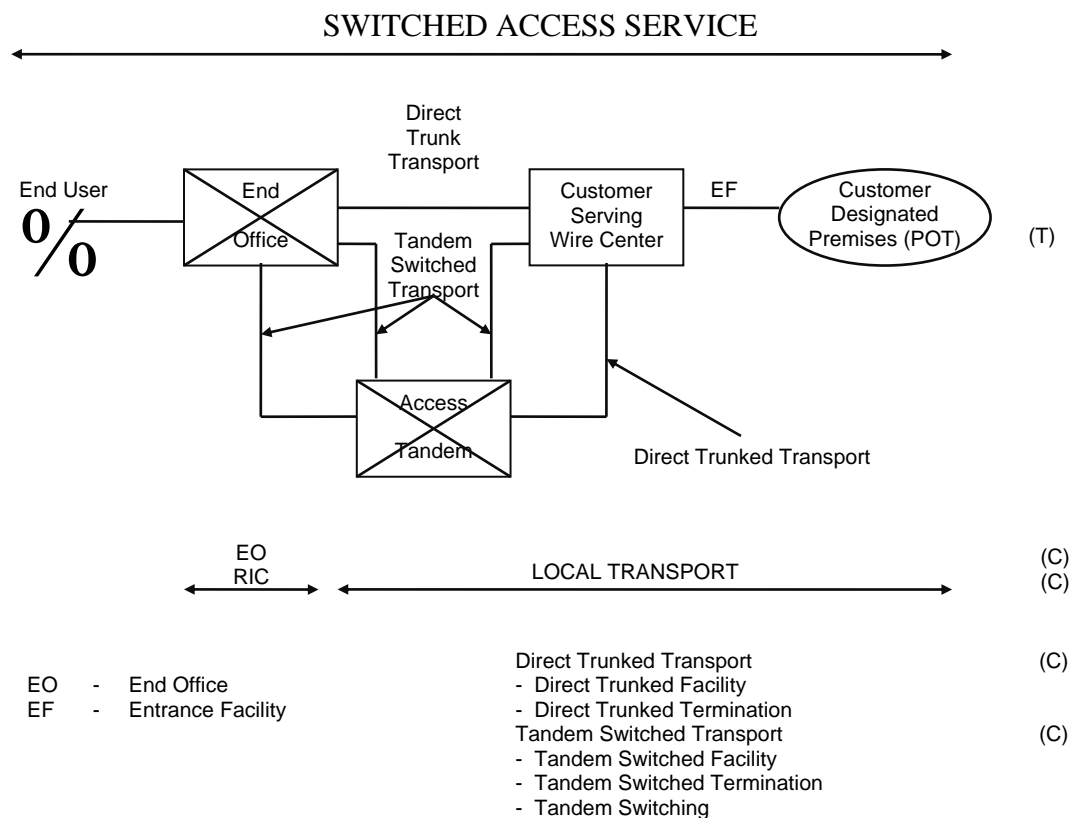 SWITCHED ACCESS SERVICE
Direct
Trunk
Transport
End User
End
Office
Customer
Serving
Wire Center
EF
Customer
Designated
Premises (POT)
(T)
0/0
Tandem
Switched
Transport
Access
Tandem
Direct Trunked Transport
EO
RIC
LOCAL TRANSPORT
(C)
(C)
EO - End Office
EF - Entrance Facility
Direct Trunked Transport (C)
- Direct Trunked Facility
- Direct Trunked Termination
Tandem Switched Transport (C)
- Tandem Switched Facility
- Tandem Switched Termination
- Tandem Switching